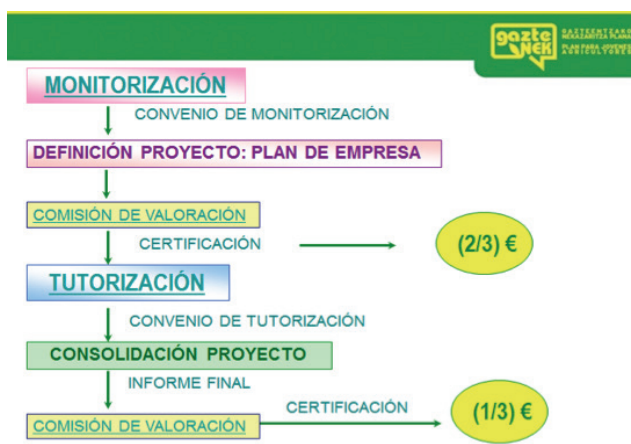 gazte
NEK
GAZTEENTZAKO
NEKAZARITZA PLANA
PLAN PARA JOVENES
AGRICULTORES
MONITORIZACIÓN
CONVENIO DE MONITORIZACIÓN
DEFINICIÓN PROYECTO: PLAN DE EMPRESA
COMISIÓN DE VALORACIÓN
CERTIFICACIÓN
(2/3) €
TUTORIZACIÓN
CONVENIO DE TUTORIZACIÓN
CONSOLIDACIÓN PROYECTO
INFORME FINAL
CERTIFICACIÓN
(1/3) €
COMISIÓN DE VALORACIÓN